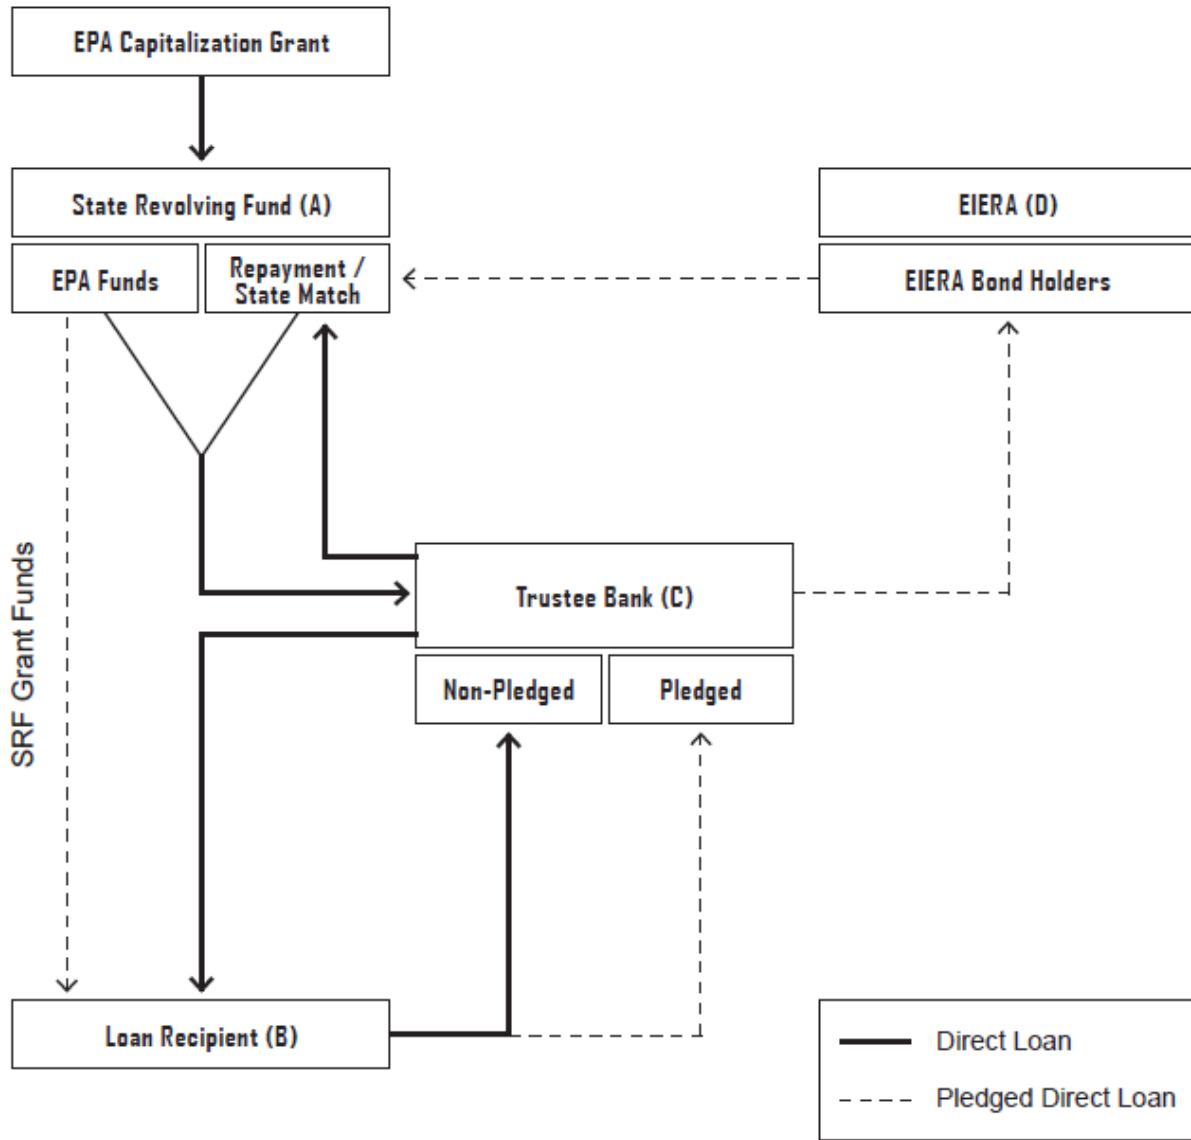 EPA Capitalization Grant
State Revolving Fund (A)
EPA Funds
Repayment /
State Match
EIERA (D)
EIERA Bond Holders
SRF Grant Funds
Trustee Bank (C)
Non-Pledged
Pledged
Loan Recipient (B)
Direct Loan
Pledged Direct Loan